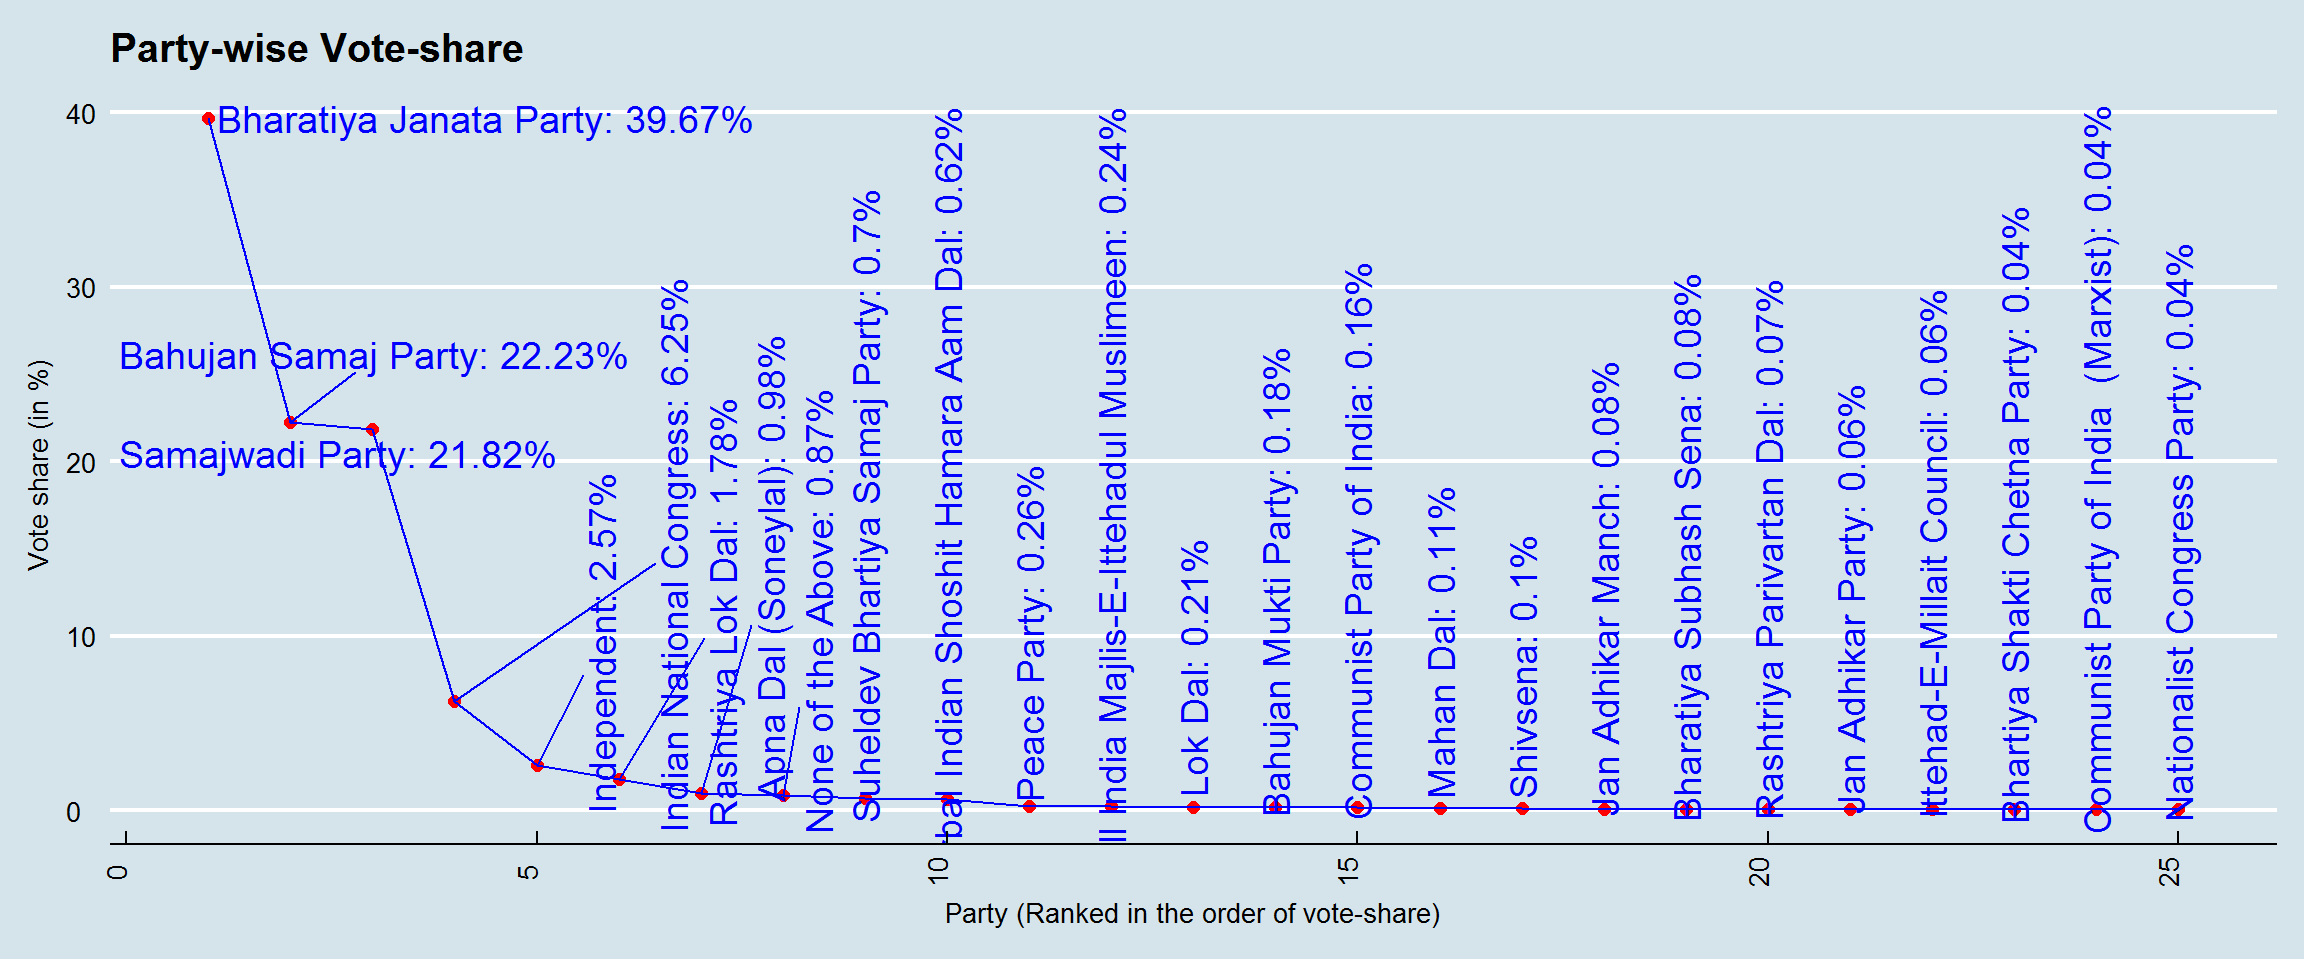 Party-wise Vote-share
Vote share (in %)
40
30
20
10
0
Bharatiya Janata Party: 39.67%
Bahujan Samaj Party: 22.23%
Samajwadi Party: 21.82%
Independent: 2.57%
Indian National Congress: 6.25%
Rashtriya Lok Dal: 1.78%
Apna Dal (Soneylal): 0.98%
None of the Above: 0.87%
Suheldev Bhartiya Samaj Party: 0.7%
bal Indian Shoshit Hamara Aam Dal: 0.62%
Peace Party: 0.26%
ll India Majlis-E-Ittehadul Muslimeen: 0.24%
Lok Dal: 0.21%
Bahujan Mukti Party: 0.18%
Communist Party of India: 0.16%
Mahan Dal: 0.11%
Shivsena: 0.1%
Jan Adhikar Manch: 0.08%
Bharatiya Subhash Sena: 0.08%
Rashtriya Parivartan Dal: 0.07%
Jan Adhikar Party: 0.06%
Ittehad-E-Millait Council: 0.06%
Bhartiya Shakti Chetna Party: 0.04%
Communist Party of India (Marxist): 0.04%
Nationalist Congress Party: 0.04%
0
5
10
15
20
25
Party (Ranked in the order of vote-share)